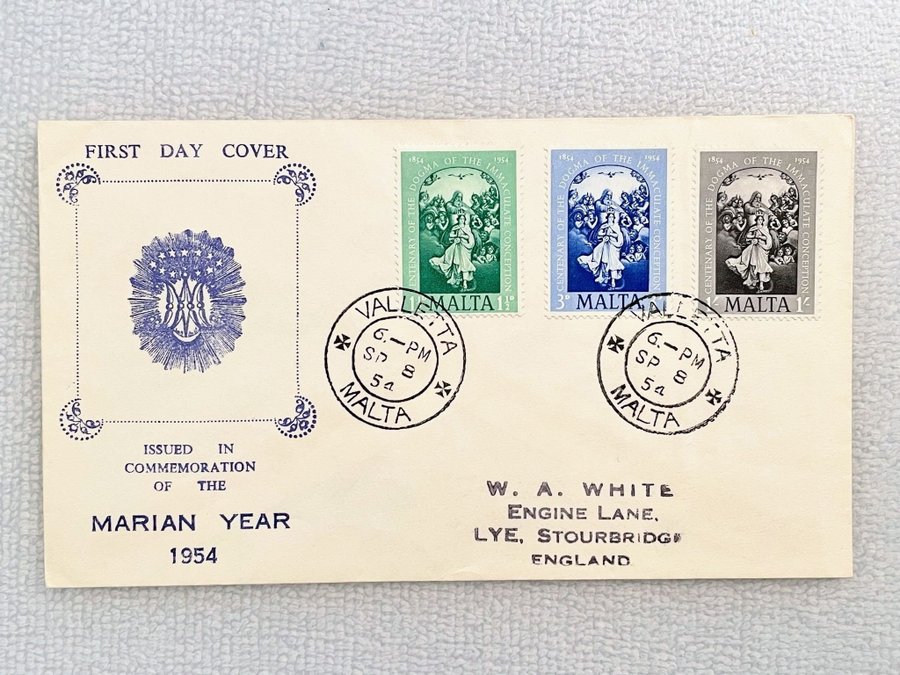 FIRST DAY COVER
ISSUED IN
COMMEMORATION
OF THE
MARIAN YEAR
1954
1854 1954
CENTENARY OF THE DOGMA OF THE IMMACULATE CONCEPTION
1½ᴰ MALTA 1½ᴰ
1854 1954
CENTENARY OF THE DOGMA OF THE IMMACULATE CONCEPTION
3ᴰ MALTA
1854 1954
CENTENARY OF THE DOGMA OF THE IMMACULATE CONCEPTION
1/- MALTA 1/-
VALLETTA
6.—PM
SP 8
54
MALTA
VALLETTA
6.—PM
SP 8
54
MALTA
W. A. WHITE
ENGINE LANE,
LYE, STOURBRIDGE
ENGLAND